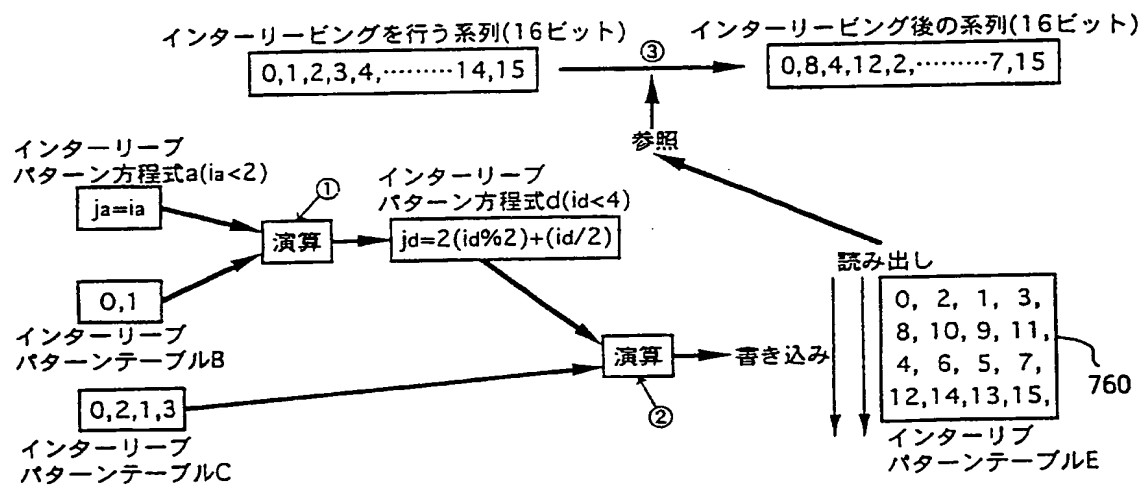 インターリービングを行う系列(16ビット)
0,1,2,3,4,………14,15
③
インターリービング後の系列(16ビット)
0,8,4,12,2,………7,15
参照
インターリーブ
パターン方程式a(ia<2)
ja=ia
①
演算
インターリーブ
パターン方程式d(id<4)
jd=2(id%2)+(id/2)
0,1
インターリーブ
パターンテーブルB
0,2,1,3
インターリーブ
パターンテーブルC
演算
②
書き込み
読み出し
0, 2, 1, 3,
8, 10, 9, 11,
4, 6, 5, 7,
12,14,13,15,
760
インターリブ
パターンテーブルE